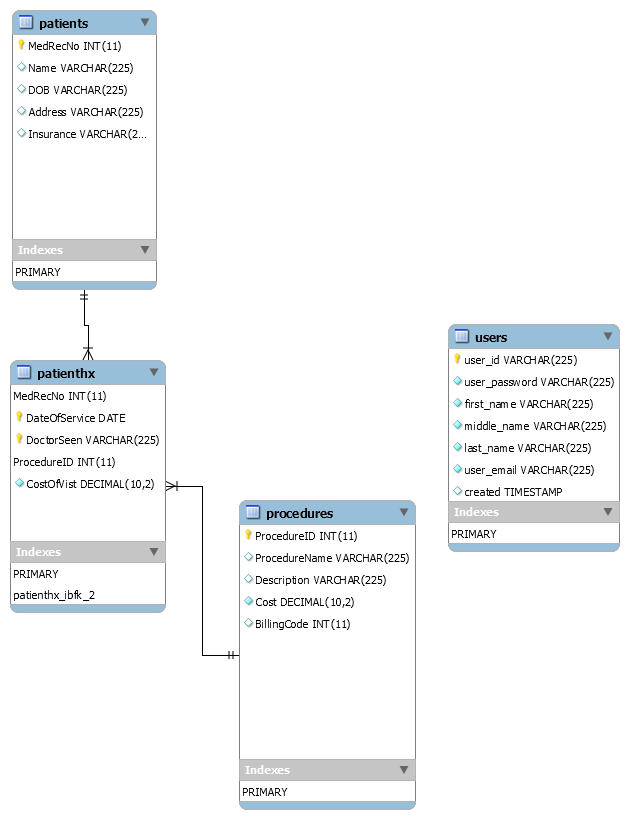 patients
MedRecNo INT(11)
Name VARCHAR(225)
DOB VARCHAR(225)
Address VARCHAR(225)
Insurance VARCHAR(2...
Indexes
PRIMARY
patienthx
MedRecNo INT(11)
DateOfService DATE
DoctorSeen VARCHAR(225)
ProcedureID INT(11)
CostOfVist DECIMAL(10,2)
Indexes
PRIMARY
patienthx_ibfk_2
procedures
ProcedureID INT(11)
ProcedureName VARCHAR(225)
Description VARCHAR(225)
Cost DECIMAL(10,2)
BillingCode INT(11)
Indexes
PRIMARY
users
user_id VARCHAR(225)
user_password VARCHAR(225)
first_name VARCHAR(225)
middle_name VARCHAR(225)
last_name VARCHAR(225)
user_email VARCHAR(225)
created TIMESTAMP
Indexes
PRIMARY